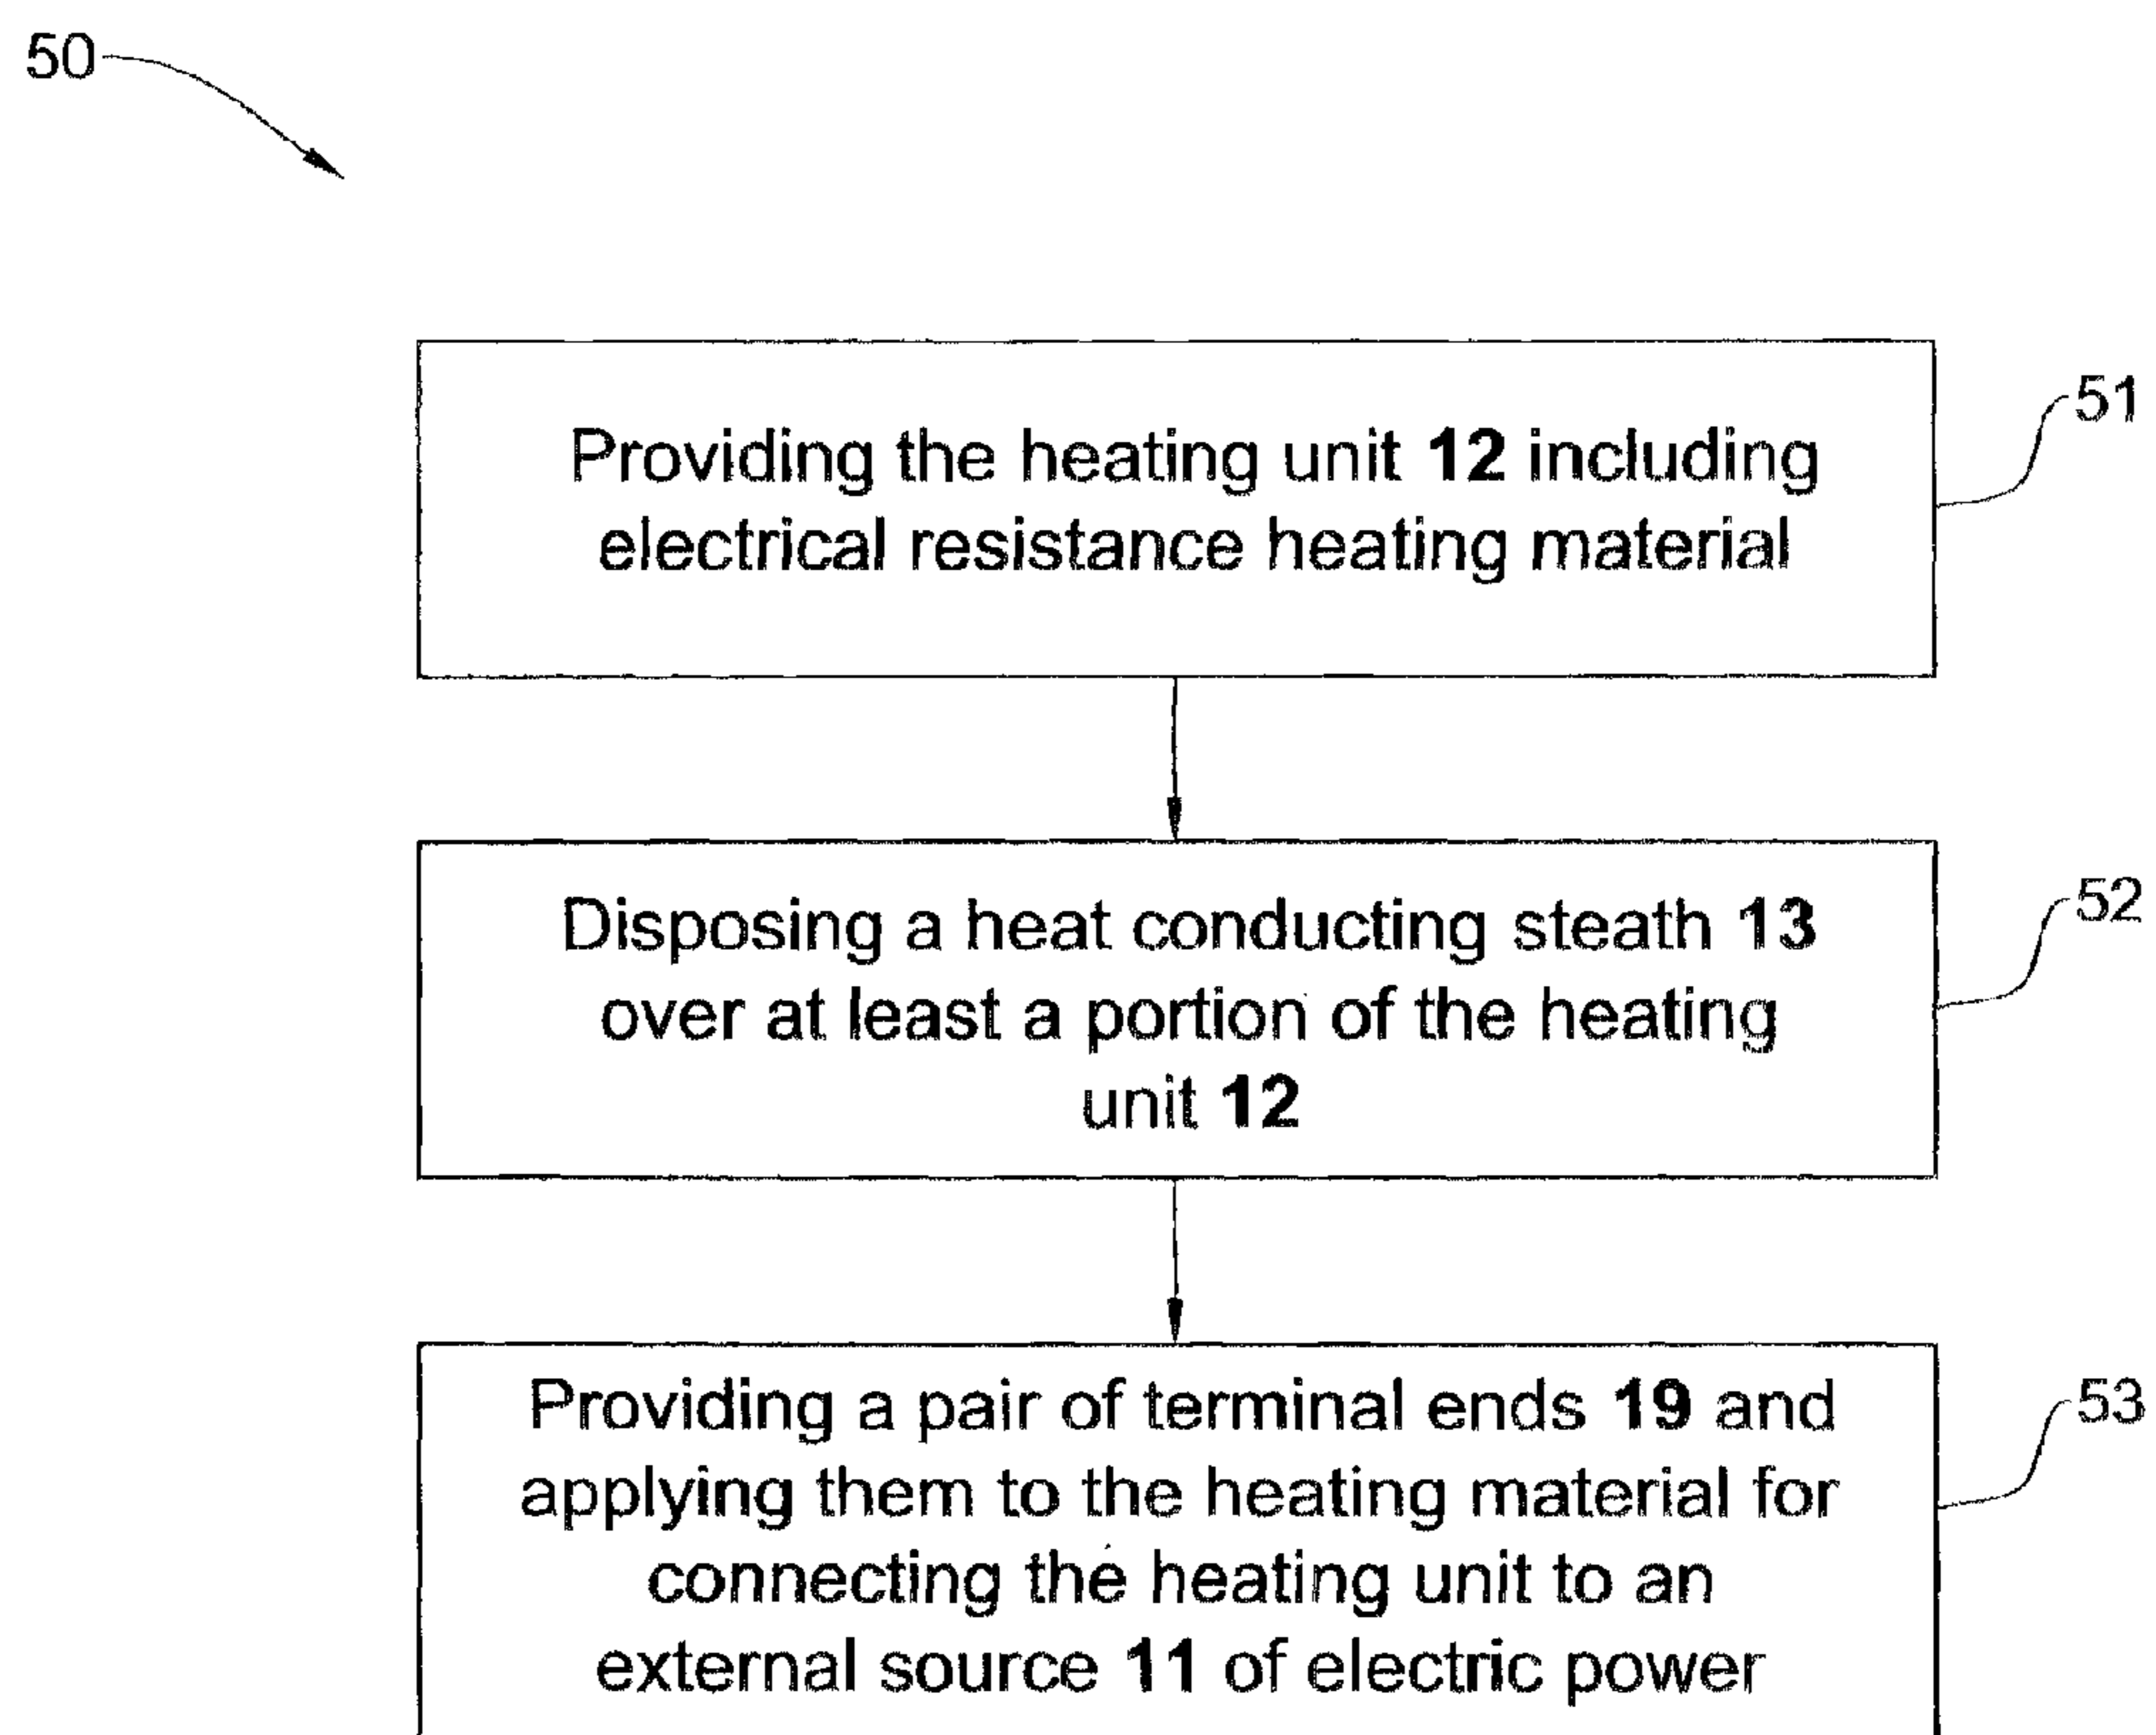 50
51
Providing the heating unit 12 including
electrical resistance heating material
52
Disposing a heat conducting steath 13
over at least a portion of the heating
unit 12
53
Providing a pair of terminal ends 19 and
applying them to the heating material for
connecting the heating unit to an
external source 11 of electric power